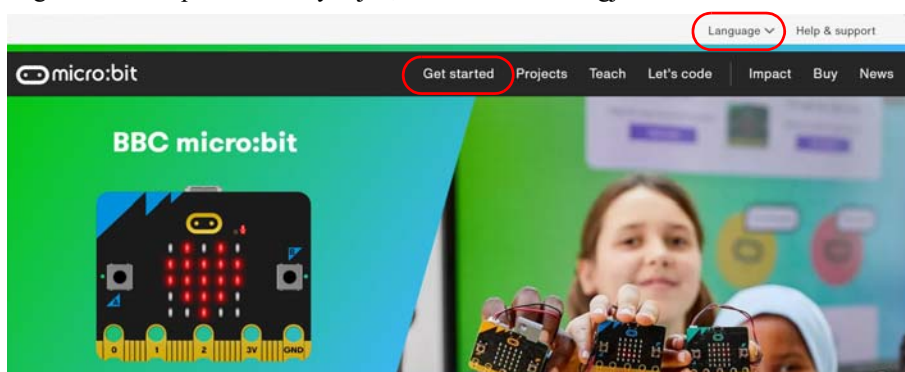 Language Help & support
micro:bit Get started Projects Teach Let's code Impact Buy News
BBC micro:bit
0 1 2 3V GND